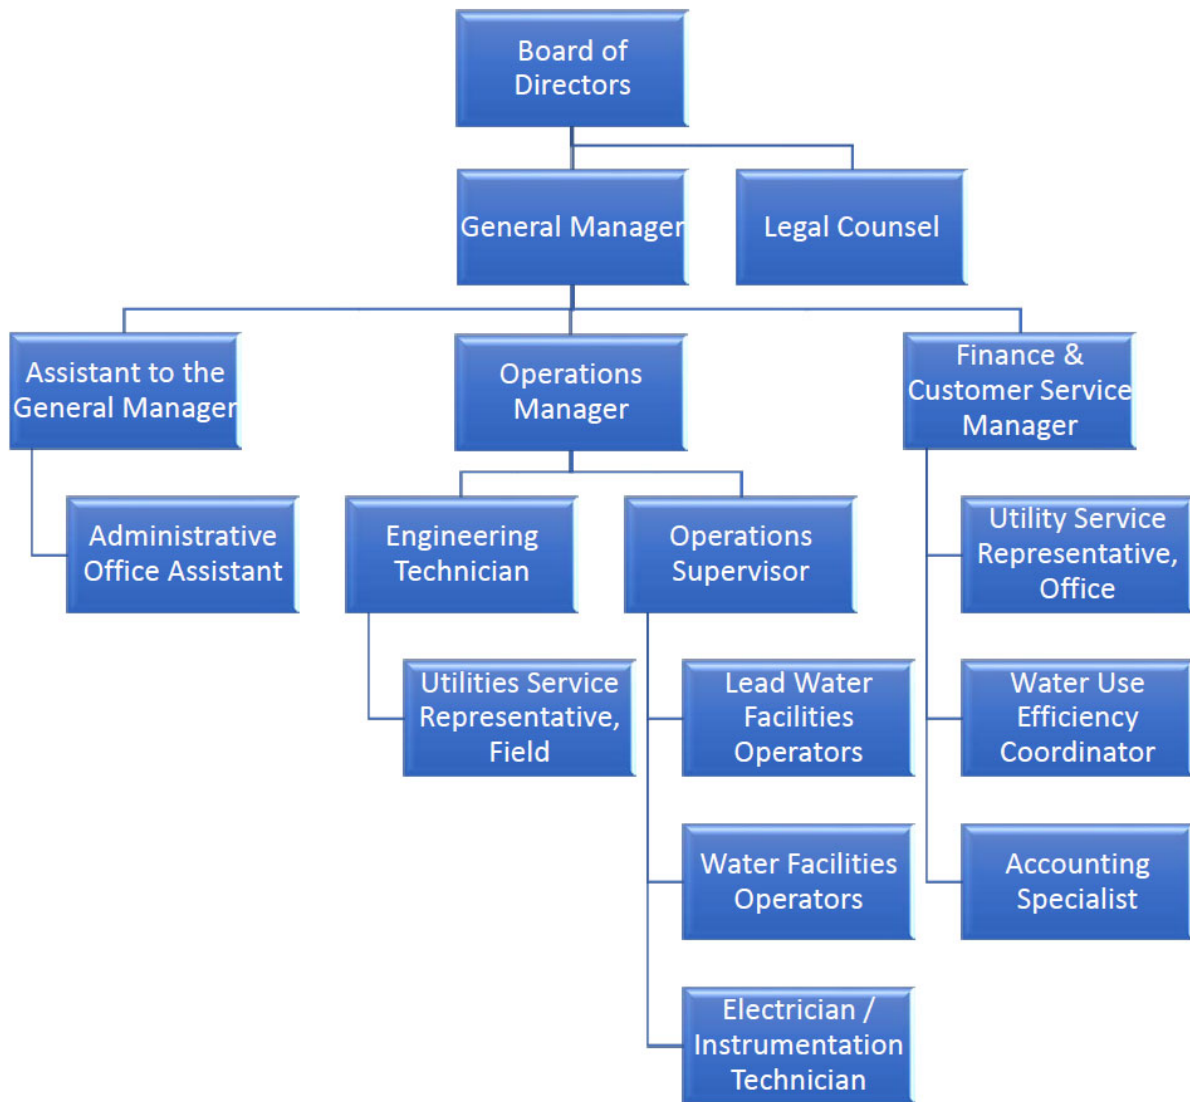 Board of
Directors
General Manager
Legal Counsel
Assistant to the
General Manager
Operations
Manager
Finance &
Customer Service
Manager
Administrative
Office Assistant
Engineering
Technician
Operations
Supervisor
Utility Service
Representative,
Office
Utilities Service
Representative,
Field
Lead Water
Facilities
Operators
Water Use
Efficiency
Coordinator
Water Facilities
Operators
Accounting
Specialist
Electrician /
Instrumentation
Technician